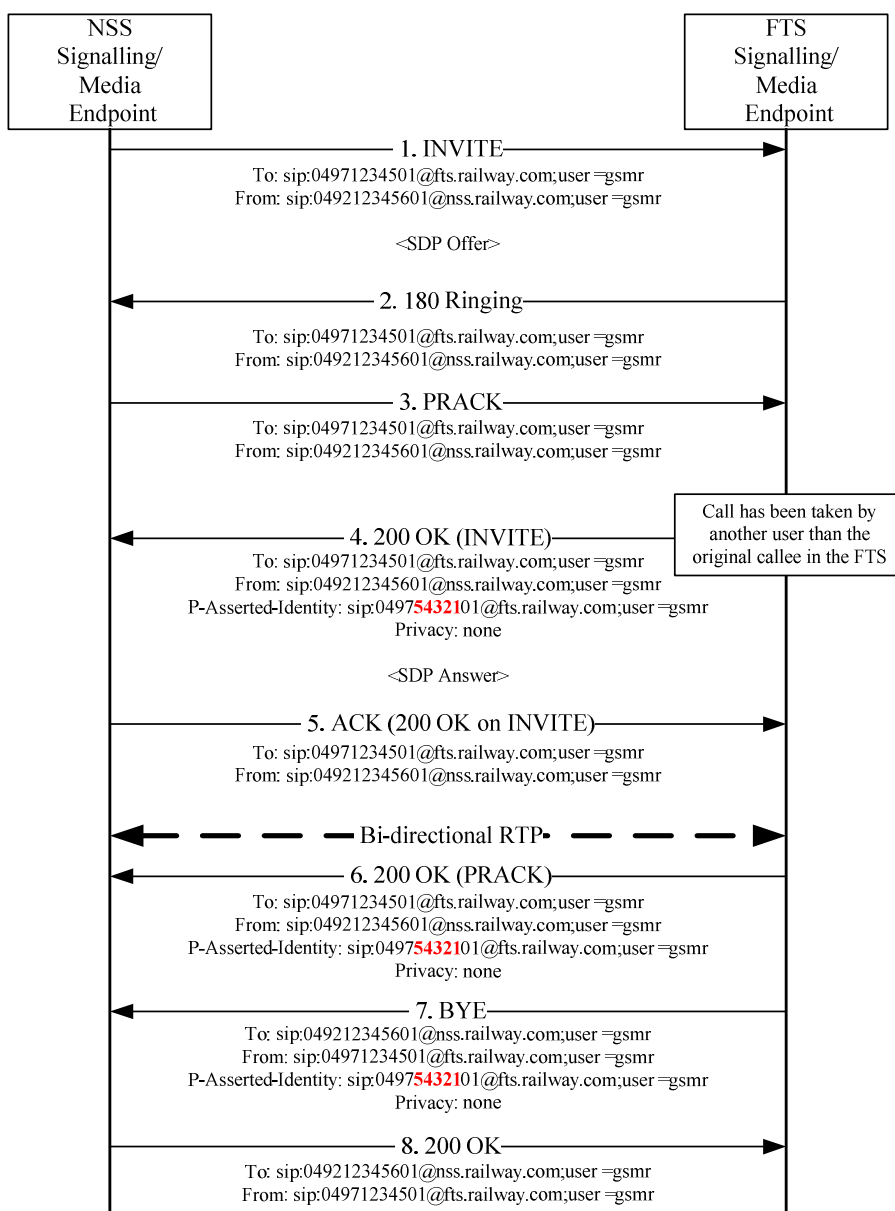 NSS
Signalling/
Media
Endpoint
FTS
Signalling/
Media
Endpoint
1. INVITE
To: sip:04971234501@fts.railway.com;user=gsmr
From: sip:049212345601@nss.railway.com;user=gsmr
<SDP Offer>
2. 180 Ringing
To: sip:04971234501@fts.railway.com;user=gsmr
From: sip:049212345601@nss.railway.com;user=gsmr
3. PRACK
To: sip:04971234501@fts.railway.com;user=gsmr
From: sip:049212345601@nss.railway.com;user=gsmr
Call has been taken by
another user than the
original callee in the FTS
4. 200 OK (INVITE)
To: sip:04971234501@fts.railway.com;user=gsmr
From: sip:049212345601@nss.railway.com;user=gsmr
P-Asserted-Identity: sip:04975432101@fts.railway.com;user=gsmr
Privacy: none
<SDP Answer>
5. ACK (200 OK on INVITE)
To: sip:04971234501@fts.railway.com;user=gsmr
From: sip:049212345601@nss.railway.com;user=gsmr
Bi-directional RTP
6. 200 OK (PRACK)
To: sip:04971234501@fts.railway.com;user=gsmr
From: sip:049212345601@nss.railway.com;user=gsmr
P-Asserted-Identity: sip:04975432101@fts.railway.com;user=gsmr
Privacy: none
7. BYE
To: sip:049212345601@nss.railway.com;user=gsmr
From: sip:04971234501@fts.railway.com;user=gsmr
P-Asserted-Identity: sip:04975432101@fts.railway.com;user=gsmr
Privacy: none
8. 200 OK
To: sip:049212345601@nss.railway.com;user=gsmr
From: sip:04971234501@fts.railway.com;user=gsmr